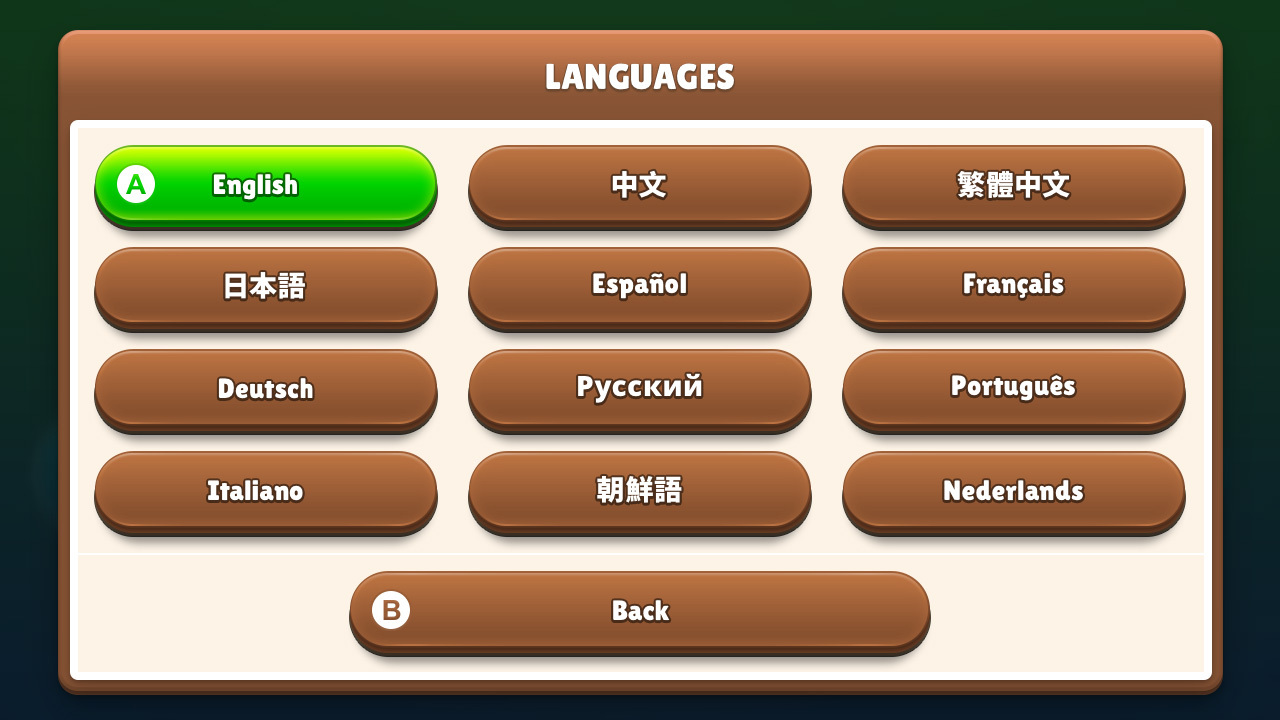 LANGUAGES
A English
中文
繁體中文
日本語
Español
Français
Deutsch
Русский
Português
Italiano
朝鮮語
Nederlands
B Back